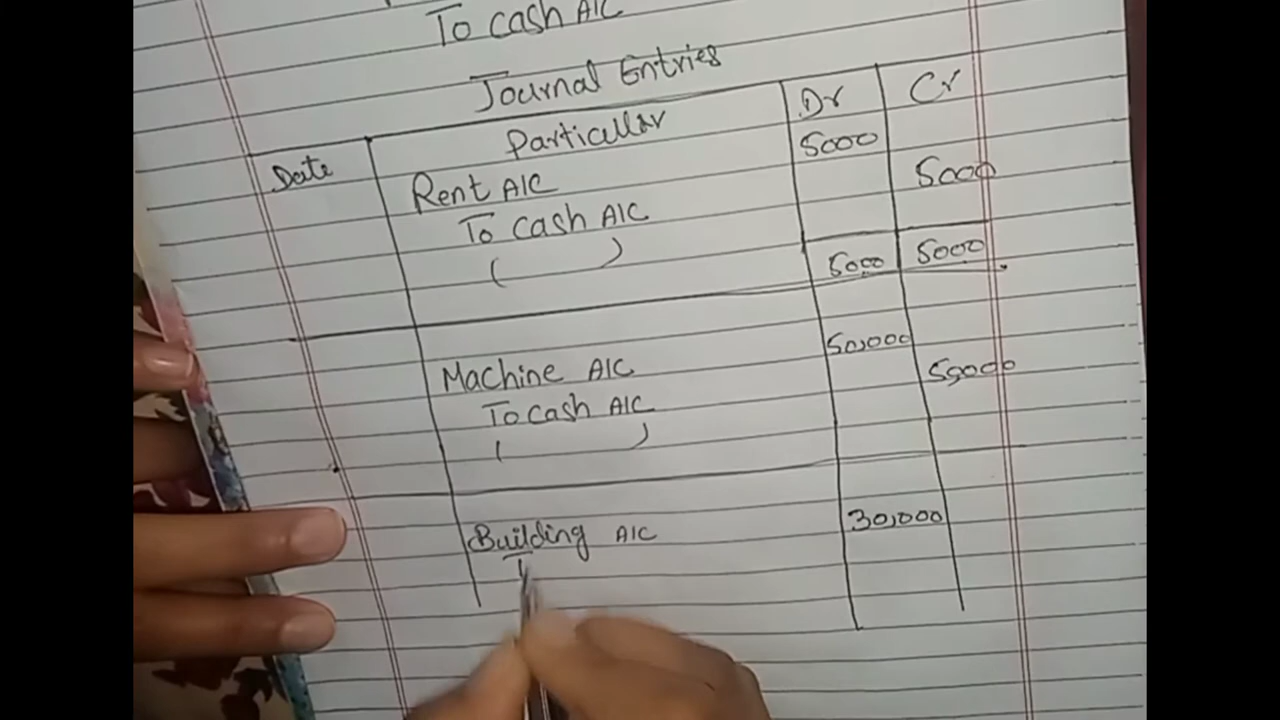 To cash A/C
Journal Entries
Date Particular Dr Cr
Rent A/C 5000
To cash A/C 5000
( )
5000 5000
Machine A/C 50,000
To cash A/C 50000
( )
Building A/C 30,000
T